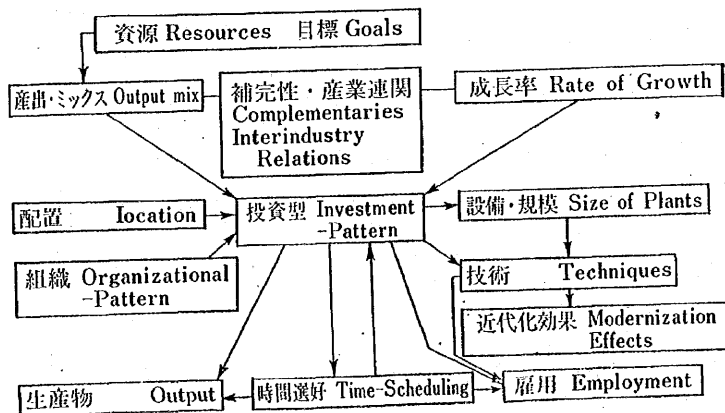 資源 Resources 目標 Goals
産出・ミックス Output mix
補完性・産業連関
Complementaries
Interindustry
Relations
成長率 Rate of Growth
配置 Iocation
投資型 Investment
-Pattern
設備・規模 Size of Plants
組織 Organizational
-Pattern
技術 Techniques
近代化効果 Modernization
Effects
生産物 Output
時間選好 Time-Scheduling
雇用 Employment